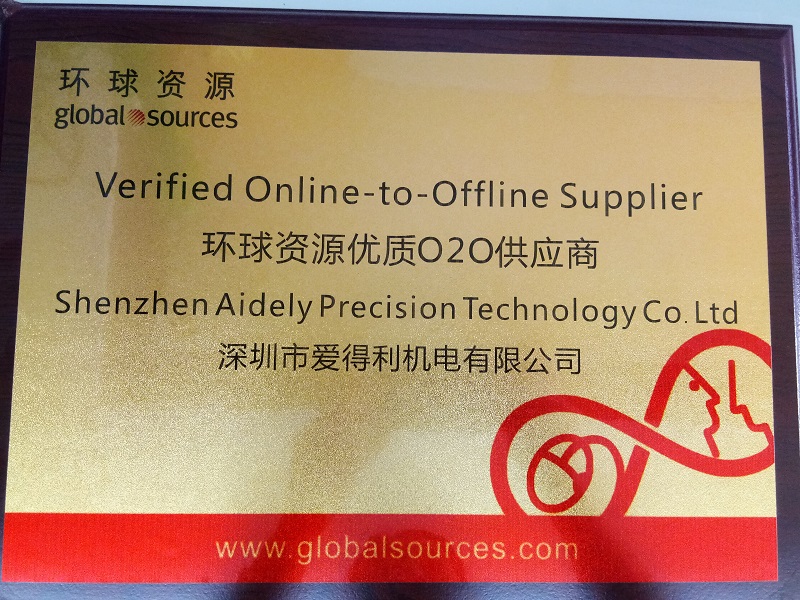 环球资源
global sources
Verified Online-to-Offline Supplier
环球资源优质O2O供应商
Shenzhen Aidely Precision Technology Co. Ltd
深圳市爱得利机电有限公司
www.globalsources.com